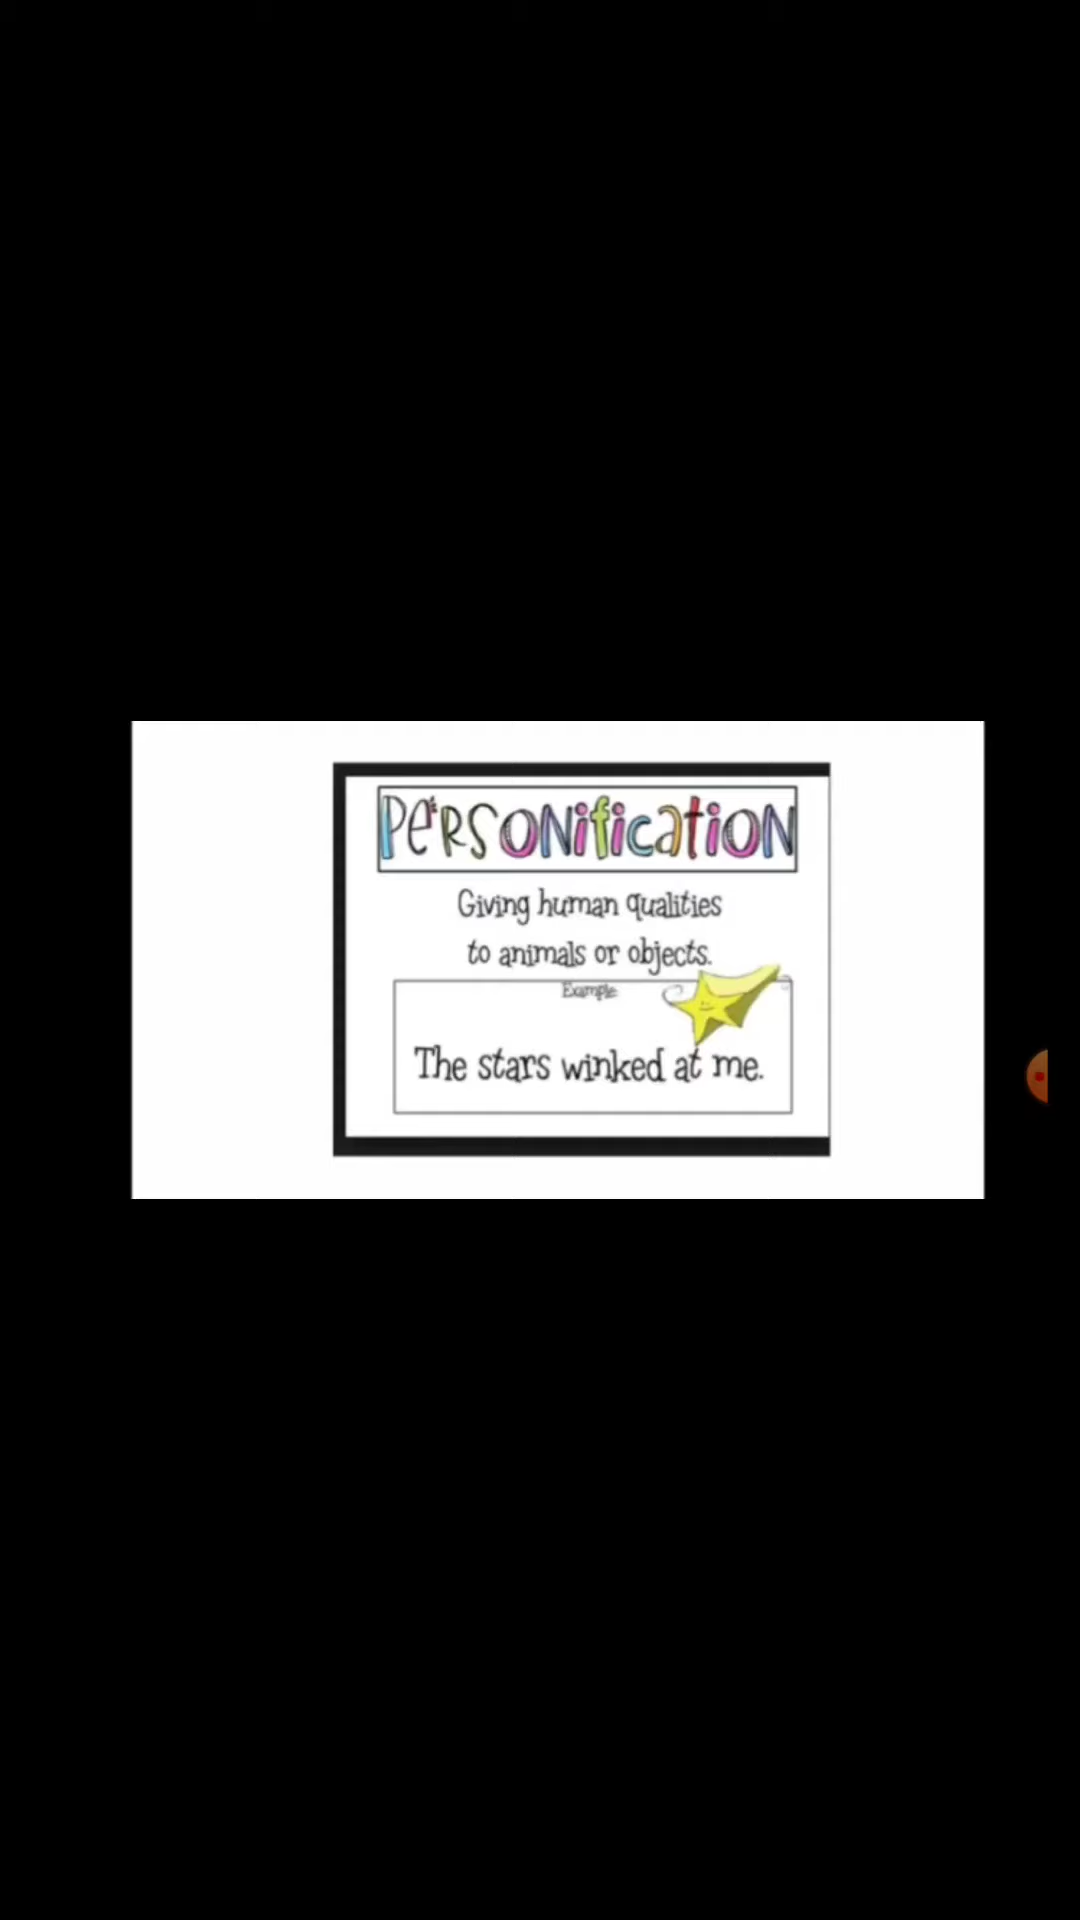 PERSONification
Giving human qualities
to animals or objects.
Example:
The stars winked at me.